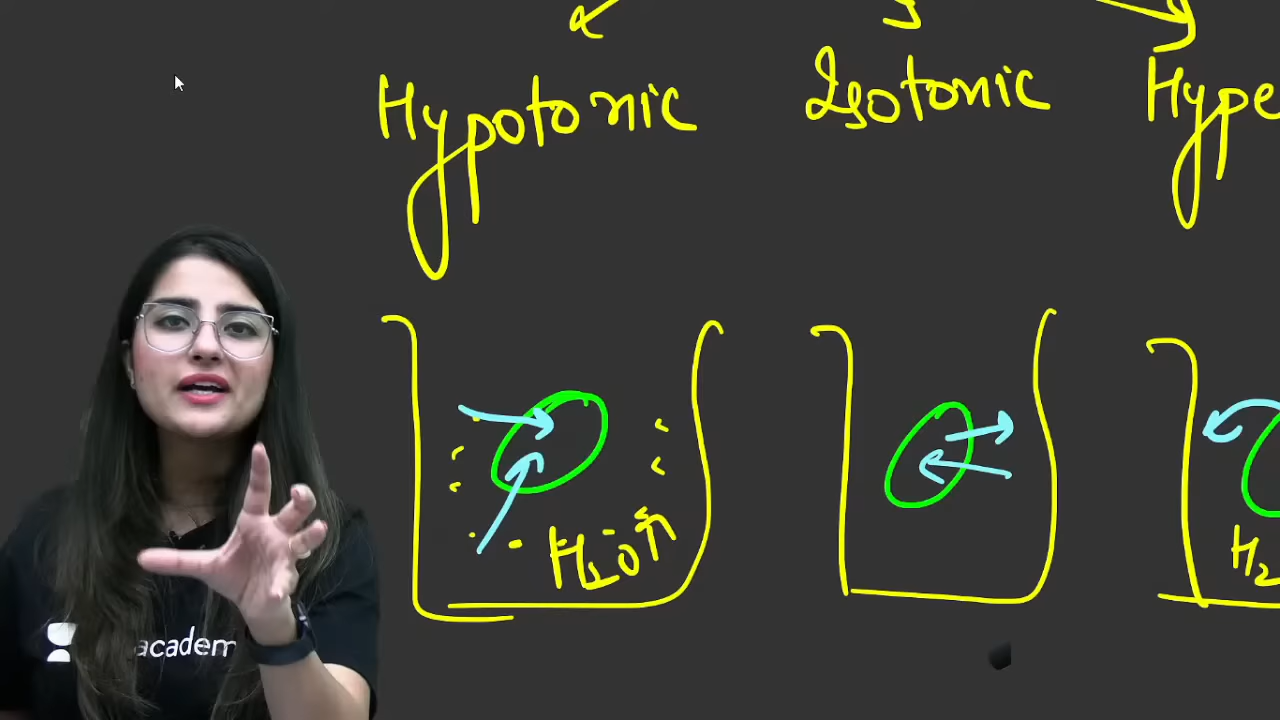 Hypotonic
Isotonic
Hype
H₂O↑
H₂
academ